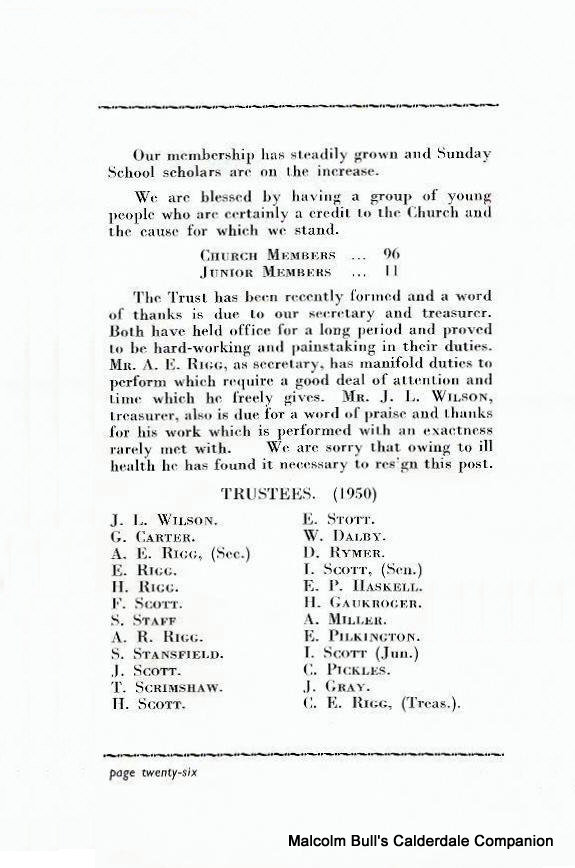 Our membership has steadily grown and Sunday
School scholars are on the increase.
We are blessed by having a group of young
people who are certainly a credit to the Church and
the cause for which we stand.
CHURCH MEMBERS ... 96
JUNIOR MEMBERS ... 11
The Trust has been recently formed and a word
of thanks is due to our secretary and treasurer.
Both have held office for a long period and proved
to be hard-working and painstaking in their duties.
MR. A. E. RIGG, as secretary, has manifold duties to
perform which require a good deal of attention and
time which he freely gives. MR. J. L. WILSON,
treasurer, also is due for a word of praise and thanks
for his work which is performed with an exactness
rarely met with. We are sorry that owing to ill
health he has found it necessary to res'gn this post.
TRUSTEES. (1950)
J. L. WILSON.
G. CARTER.
A. E. RIGG, (Sec.)
E. RIGG.
H. RIGG.
F. SCOTT.
S. STAFF
A. R. RIGG.
S. STANSFIELD.
J. SCOTT.
T. SCRIMSHAW.
H. SCOTT.
E. STOTT.
W. DALBY.
D. RYMER.
I. SCOTT, (Sen.)
E. P. HASKELL.
H. GAUKROGER.
A. MILLER.
E. PILKINGTON.
I. SCOTT (Jun.)
C. PICKLES.
J. GRAY.
C. E. RIGG, (Treas.).
page twenty-six
Malcolm Bull's Calderdale Companion